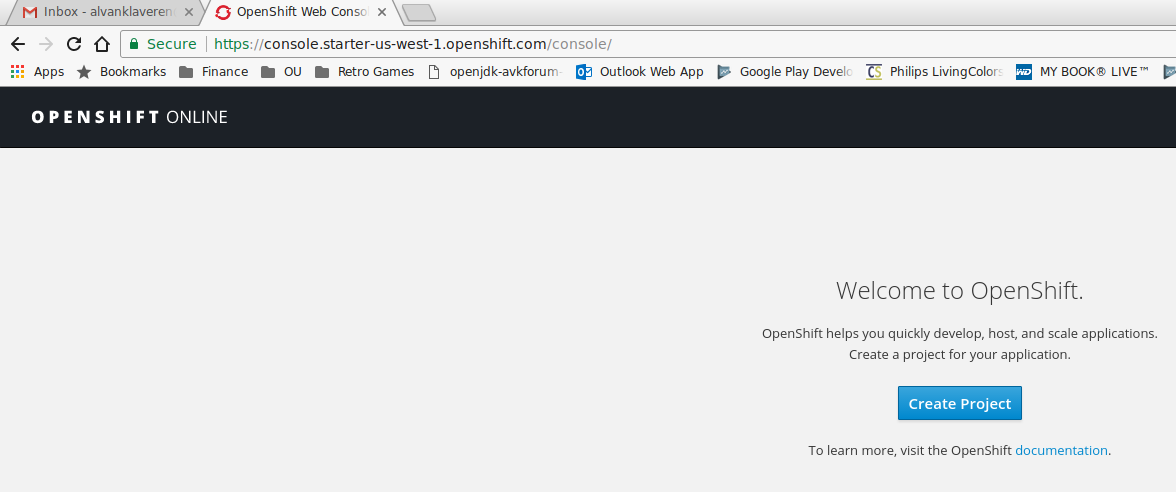 Inbox - alvanklaveren
OpenShift Web Conso
Secure https://console.starter-us-west-1.openshift.com/console/
Apps Bookmarks Finance OU Retro Games openjdk-avkforum- Outlook Web App Google Play Develo Philips LivingColors WD MY BOOK® LIVE™
OPENSHIFT ONLINE
Welcome to OpenShift.
OpenShift helps you quickly develop, host, and scale applications.
Create a project for your application.
Create Project
To learn more, visit the OpenShift documentation.